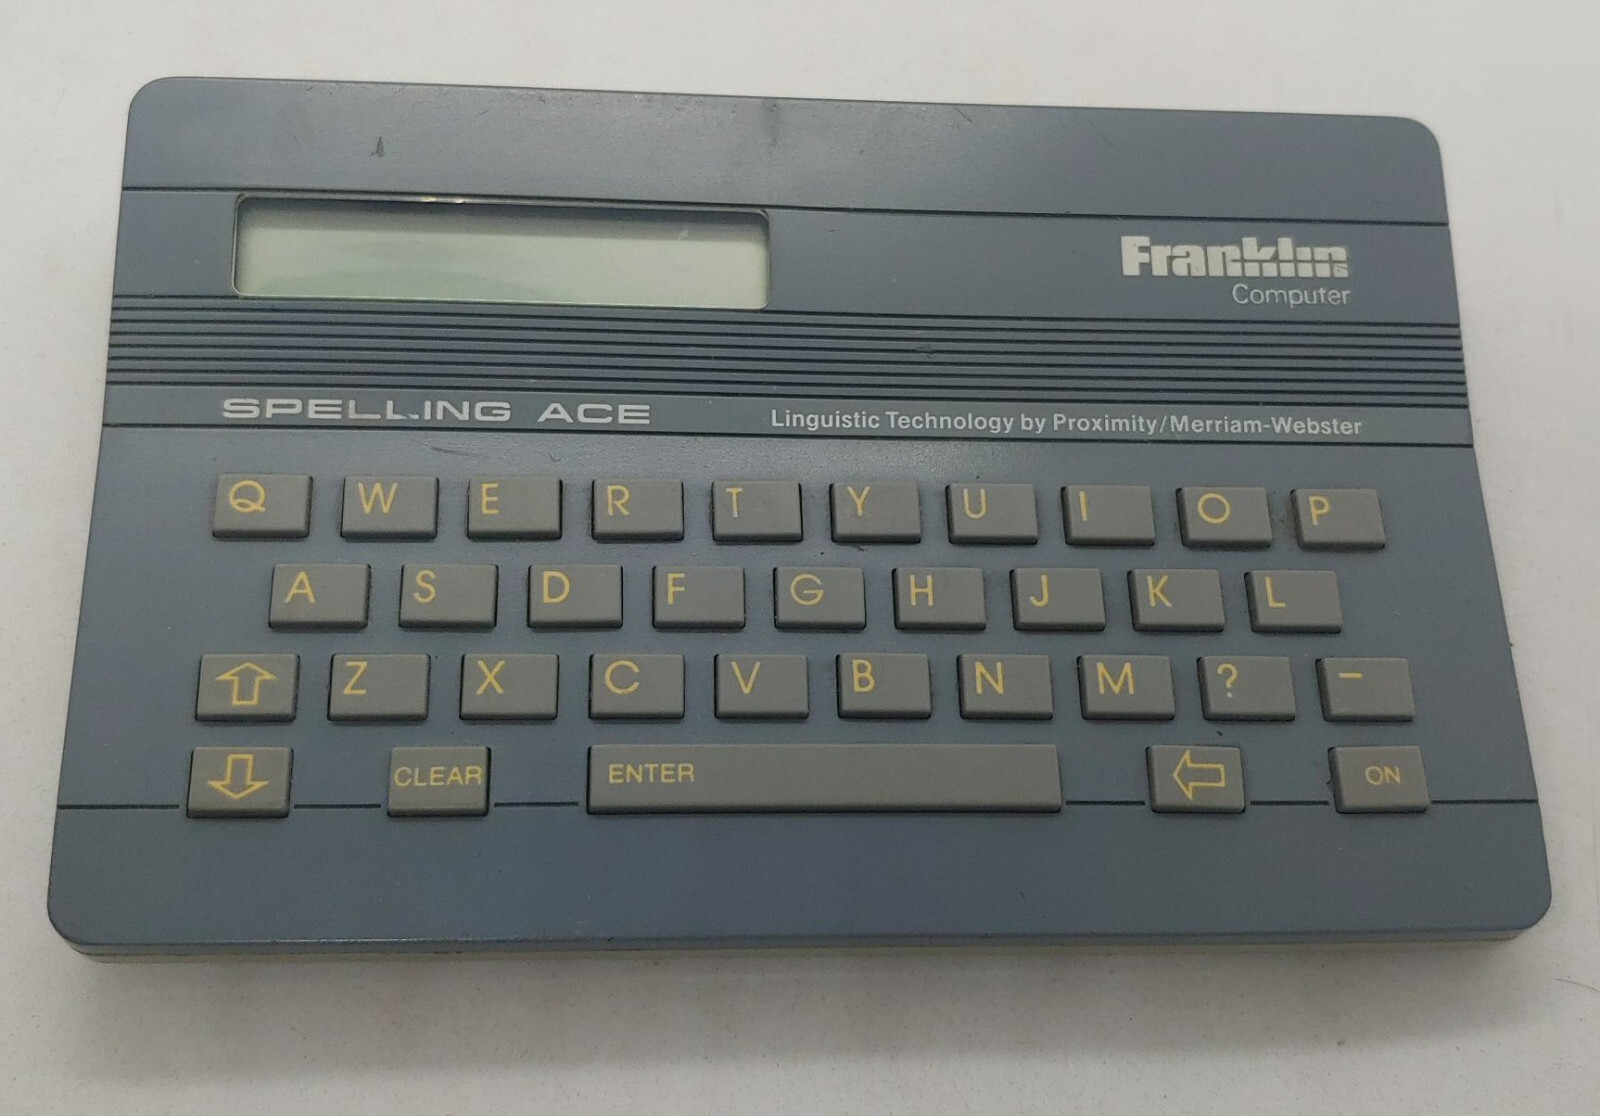 Franklin
Computer
SPELLING ACE Linguistic Technology by Proximity/Merriam-Webster
Q W E R T Y U I O P
A S D F G H J K L
Z X C V B N M ? -
CLEAR ENTER ON